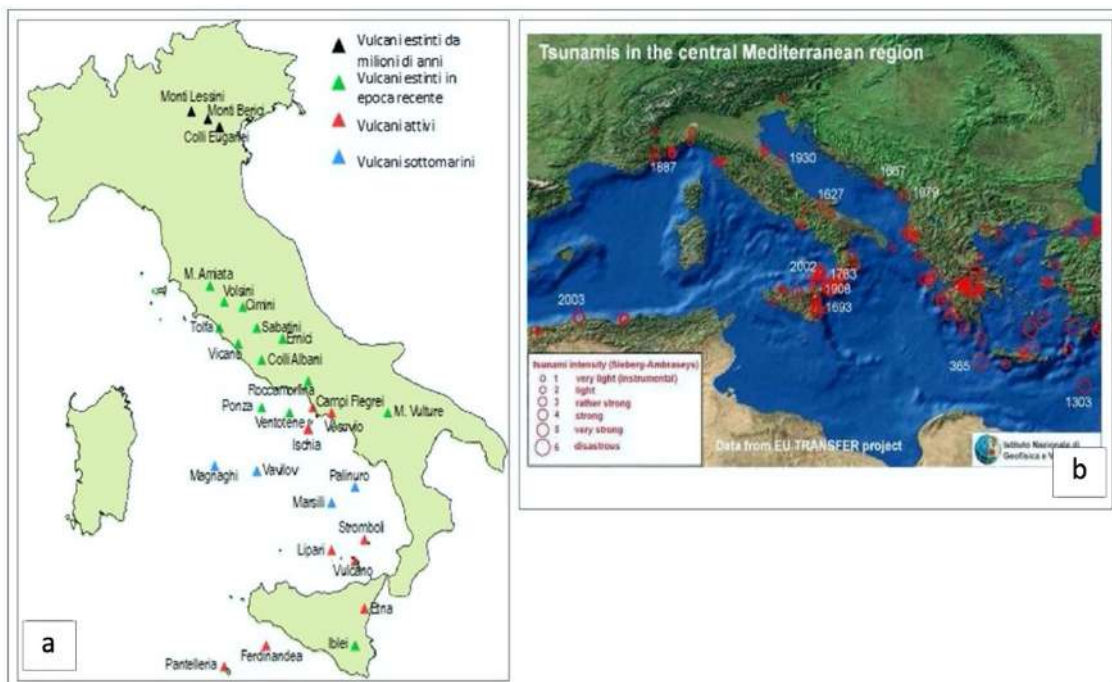 Vulcani estinti da
milioni di anni
Vulcani estinti in
epoca recente
Vulcani attivi
Vulcani sottomarini
Monti Lessini
Monti Berici
Colli Euganei
M. Amiata
Volsini
Cimini
Tolfa
Sabatini
Ernici
Vicano
Colli Albani
Roccamonfina
Campi Flegrei
Ponza
Ventotene
Vesovio
M. Vulture
Ischia
Magnaghi
Vavilov
Palinuro
Marsili
Stromboli
Lipari
Vulcano
Etna
Iblei
Ferdinandea
Pantelleria
a
Tsunamis in the central Mediterranean region
1887
1930
1627
1667
1979
2002
1783
1908
1693
2003
365
1303
Tsunami intensity (Sieberg-Ambraseys)
1 very light (instrumental)
2 light
3 rather strong
4 strong
5 very strong
6 disastrous
Data from EU TRANSFER project
Istituto Nazionale di
Geofisica e V
b